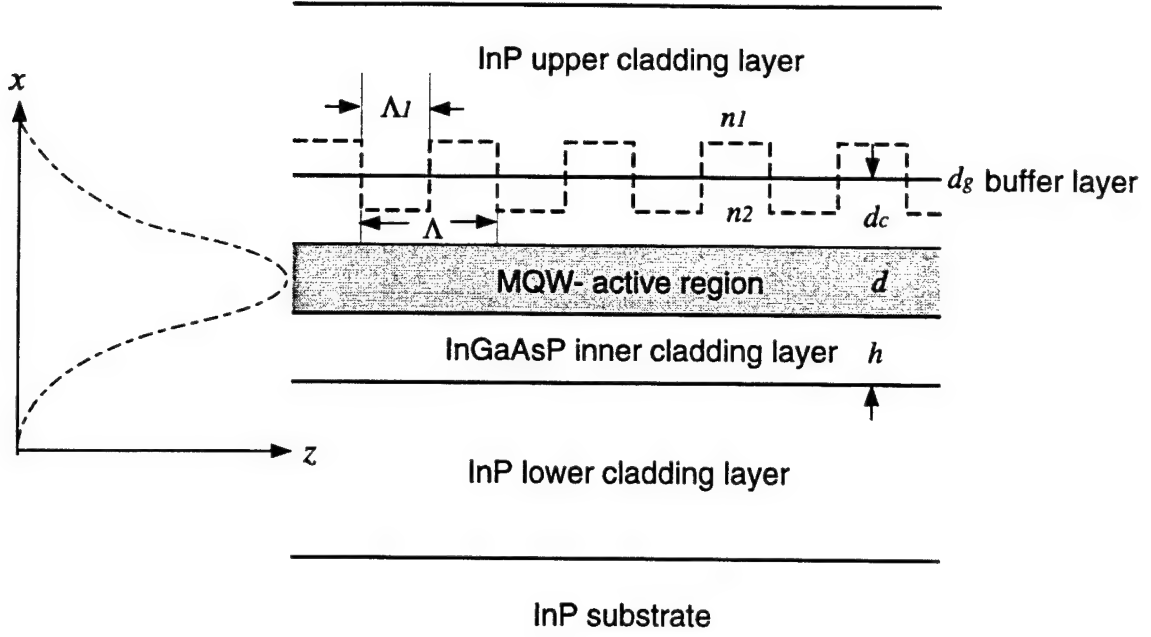 InP upper cladding layer
x
Λ1
n1
dg buffer layer
n2
dc
Λ
MQW- active region
d
InGaAsP inner cladding layer
h
z
InP lower cladding layer
InP substrate